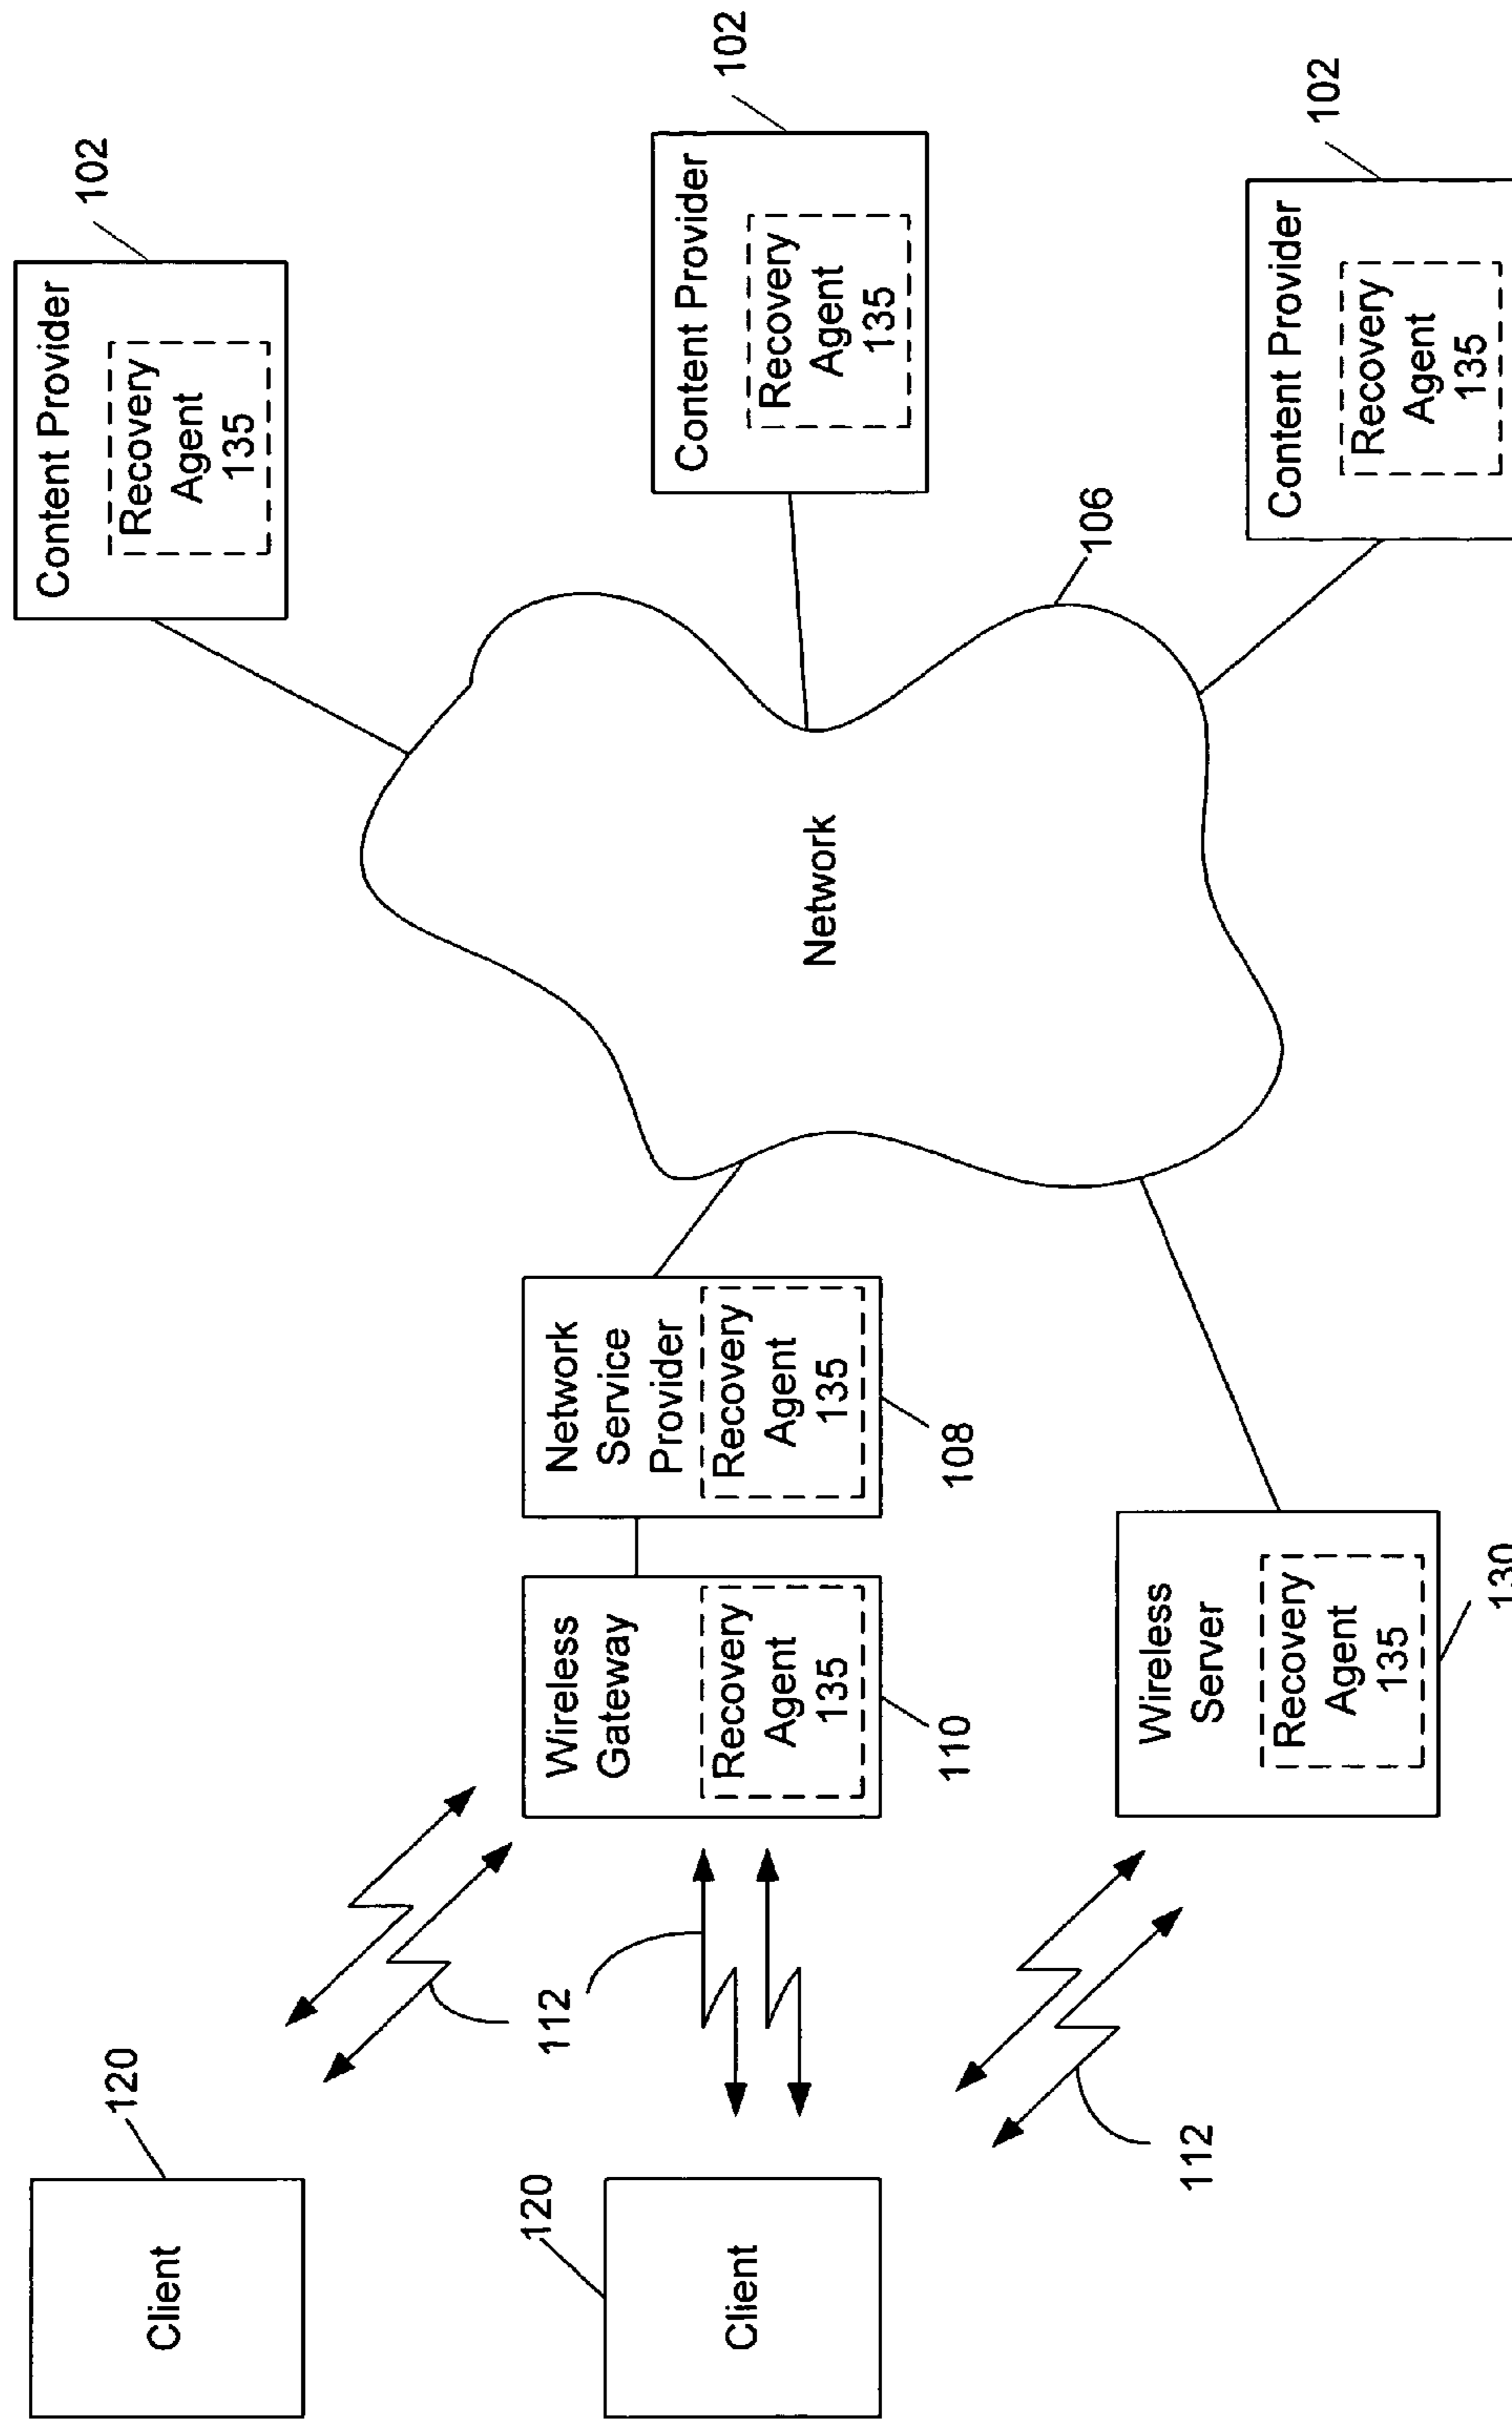 Client
120
Client
120
112
112
Wireless
Gateway
Recovery
Agent
135
110
Network
Service
Provider
Recovery
Agent
135
108
Wireless
Server
Recovery
Agent
135
130
Network
106
Content Provider
Recovery
Agent
135
102
Content Provider
Recovery
Agent
135
102
Content Provider
Recovery
Agent
135
102